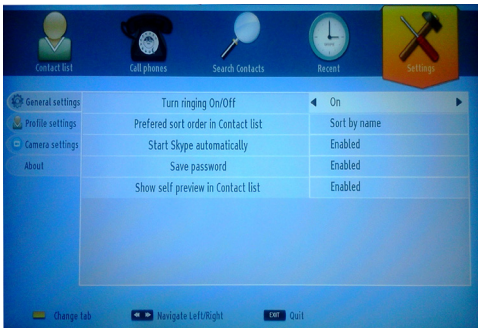 Contact list
Call phones
Search Contacts
Recent
Settings
General settings
Turn ringing On/Off
On
Profile settings
Prefered sort order in Contact list
Sort by name
Camera settings
Start Skype automatically
Enabled
About
Save password
Enabled
Show self preview in Contact list
Enabled
Change tab
Navigate Left/Right
EXIT Quit